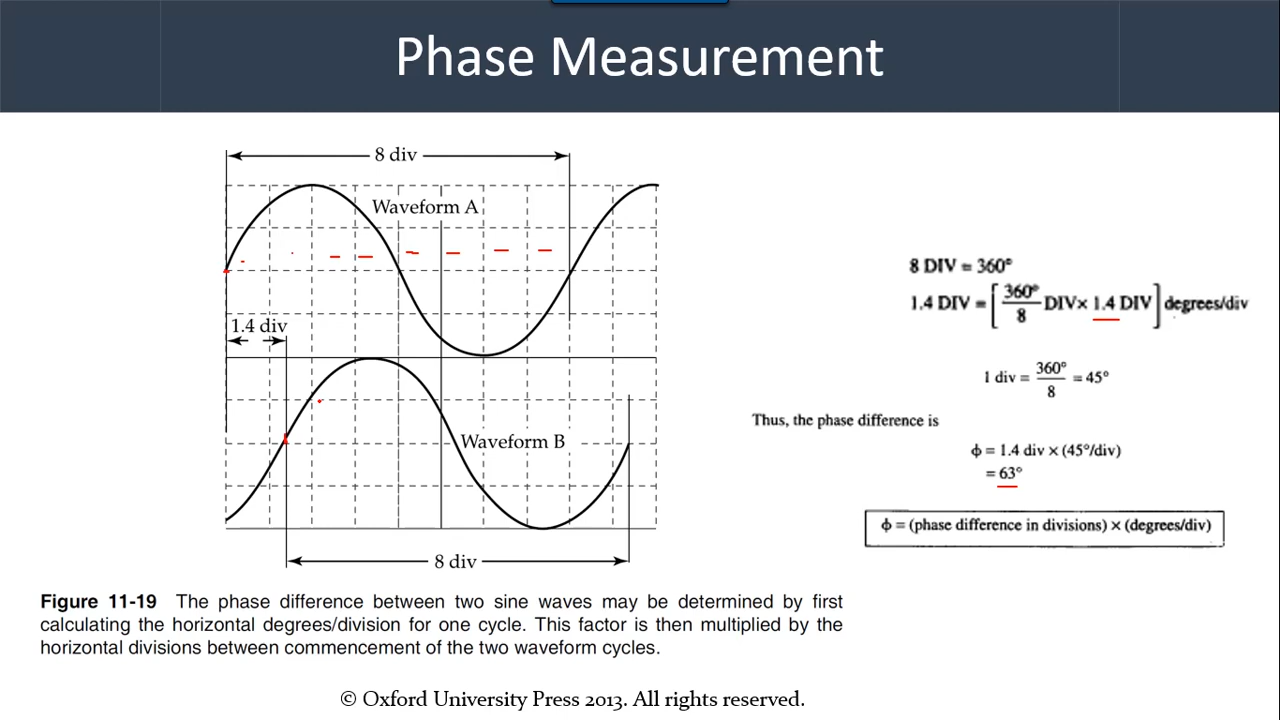 Phase Measurement
8 div
Waveform A
1.4 div
Waveform B
8 div
8 DIV = 360°
1.4 DIV = [360°/8 DIV× 1.4 DIV] degrees/div
1 div = 360°/8 = 45°
Thus, the phase difference is
ϕ = 1.4 div × (45°/div)
= 63°
ϕ = (phase difference in divisions) × (degrees/div)
Figure 11-19 The phase difference between two sine waves may be determined by first
calculating the horizontal degrees/division for one cycle. This factor is then multiplied by the
horizontal divisions between commencement of the two waveform cycles.
© Oxford University Press 2013. All rights reserved.